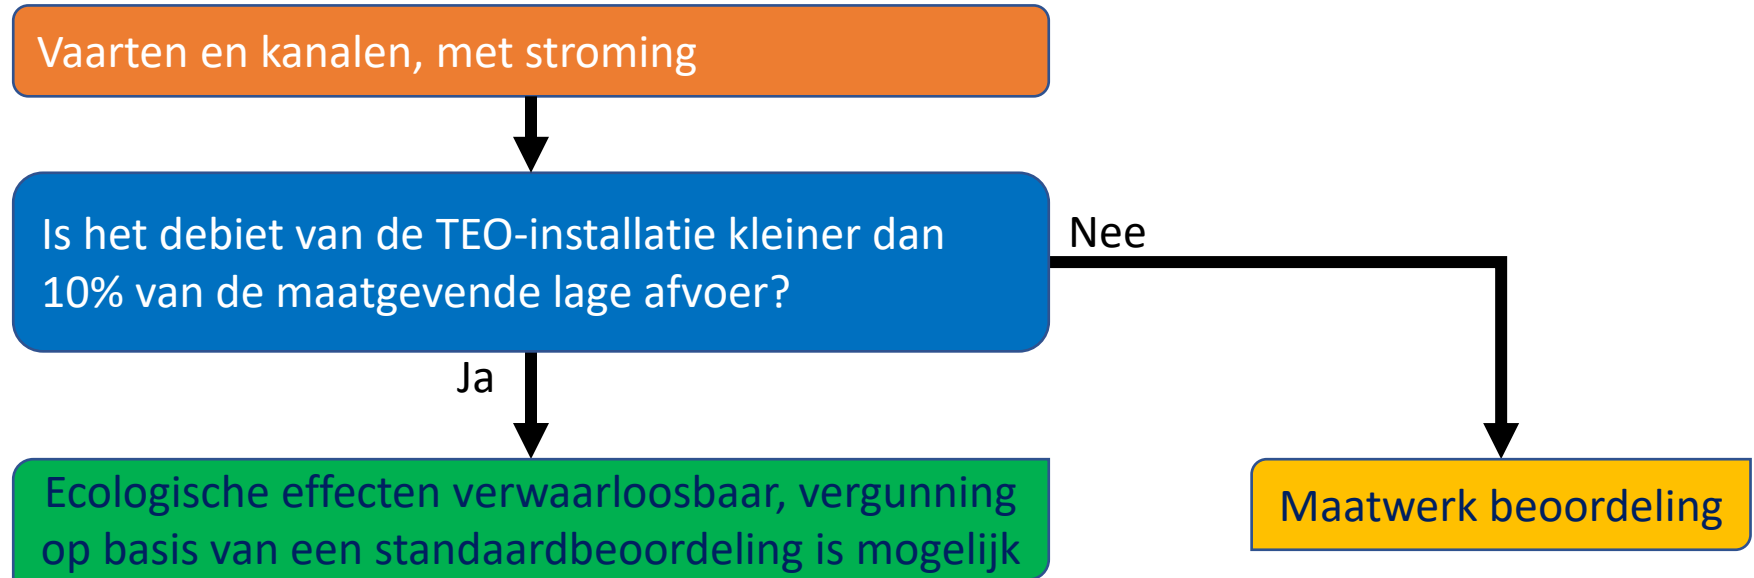 Vaarten en kanalen, met stroming
Is het debiet van de TEO-installatie kleiner dan
10% van de maatgevende lage afvoer?
Nee
Ja
Ecologische effecten verwaarloosbaar, vergunning
op basis van een standaardbeoordeling is mogelijk
Maatwerk beoordeling